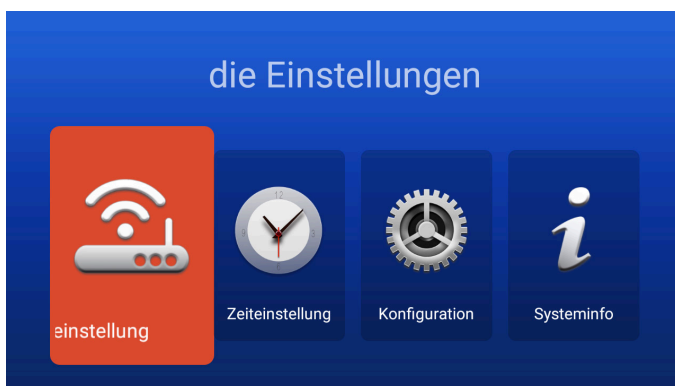 die Einstellungen
einstellung
Zeiteinstellung
Konfiguration
Systeminfo